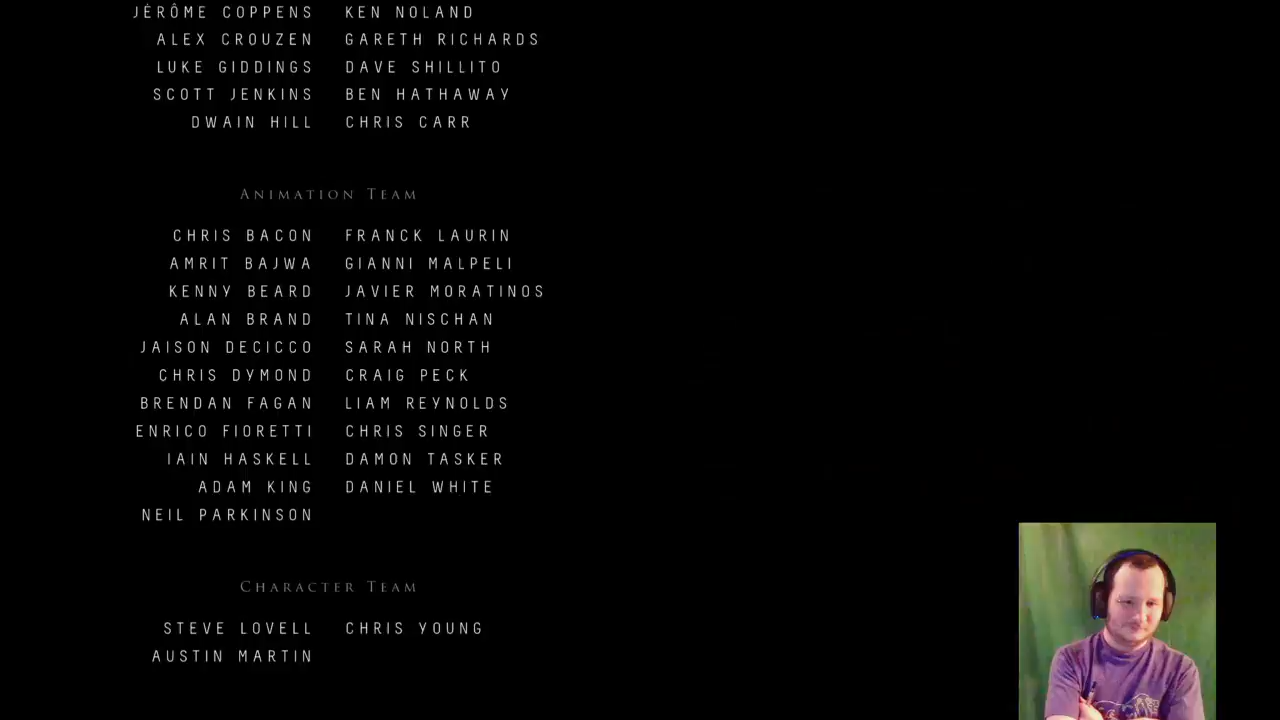 JÉRÔME COPPENS KEN NOLAND
ALEX CROUZEN GARETH RICHARDS
LUKE GIDDINGS DAVE SHILLITO
SCOTT JENKINS BEN HATHAWAY
DWAIN HILL CHRIS CARR
ANIMATION TEAM
CHRIS BACON FRANCK LAURIN
AMRIT BAJWA GIANNI MALPELI
KENNY BEARD JAVIER MORATINOS
ALAN BRAND TINA NISCHAN
JAISON DECICCO SARAH NORTH
CHRIS DYMOND CRAIG PECK
BRENDAN FAGAN LIAM REYNOLDS
ENRICO FIORETTI CHRIS SINGER
IAIN HASKELL DAMON TASKER
ADAM KING DANIEL WHITE
NEIL PARKINSON
CHARACTER TEAM
STEVE LOVELL CHRIS YOUNG
AUSTIN MARTIN